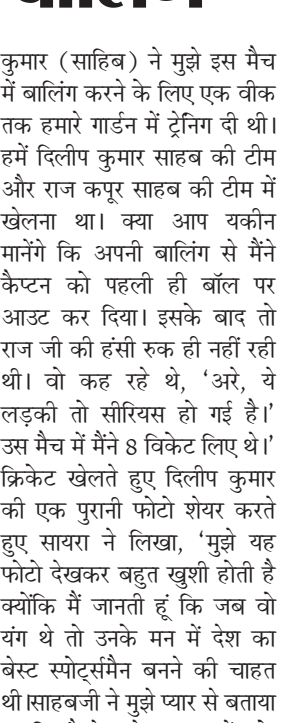 कुमार (साहिब) ने मुझे इस मैच
में बालिंग करने के लिए एक वीक
तक हमारे गार्डन में ट्रेनिंग दी थी।
हमें दिलीप कुमार साहब की टीम
और राज कपूर साहब की टीम में
खेलना था। क्या आप यकीन
मानेंगे कि अपनी बालिंग से मैंने
कैप्टन को पहली ही बॉल पर
आउट कर दिया। इसके बाद तो
राज जी की हंसी रुक ही नहीं रही
थी। वो कह रहे थे, ‘अरे, ये
लड़की तो सीरियस हो गई है।’
उस मैच में मैंने 8 विकेट लिए थे।’
क्रिकेट खेलते हुए दिलीप कुमार
की एक पुरानी फोटो शेयर करते
हुए सायरा ने लिखा, ‘मुझे यह
फोटो देखकर बहुत खुशी होती है
क्योंकि मैं जानती हूं कि जब वो
यंग थे तो उनके मन में देश का
बेस्ट स्पोर्ट्समैन बनने की चाहत
थी।साहबजी ने मुझे प्यार से बताया